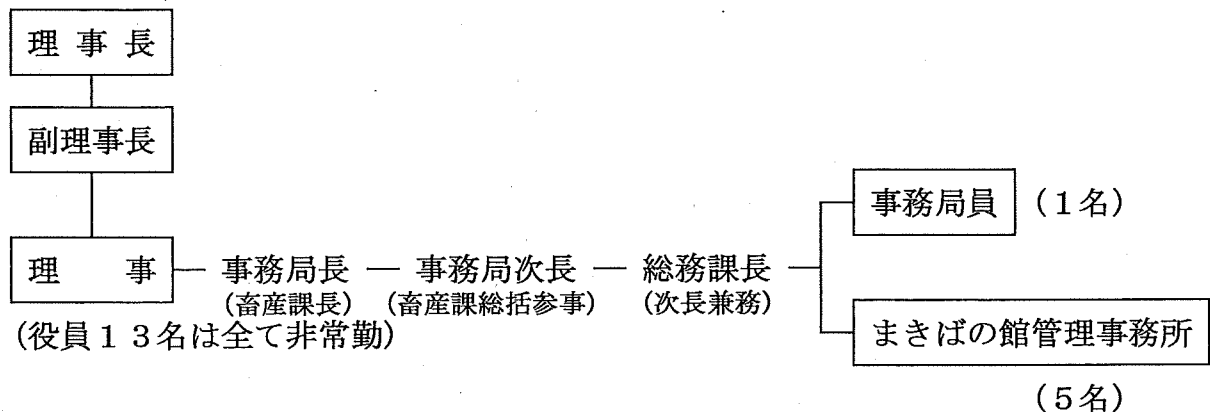 理事長
副理事長
事務局員 (1名)
理事 事務局長 事務局次長 総務課長
(畜産課長) (畜産課総括参事) (次長兼務)
(役員13名は全て非常勤)
まきばの館管理事務所
(5名)